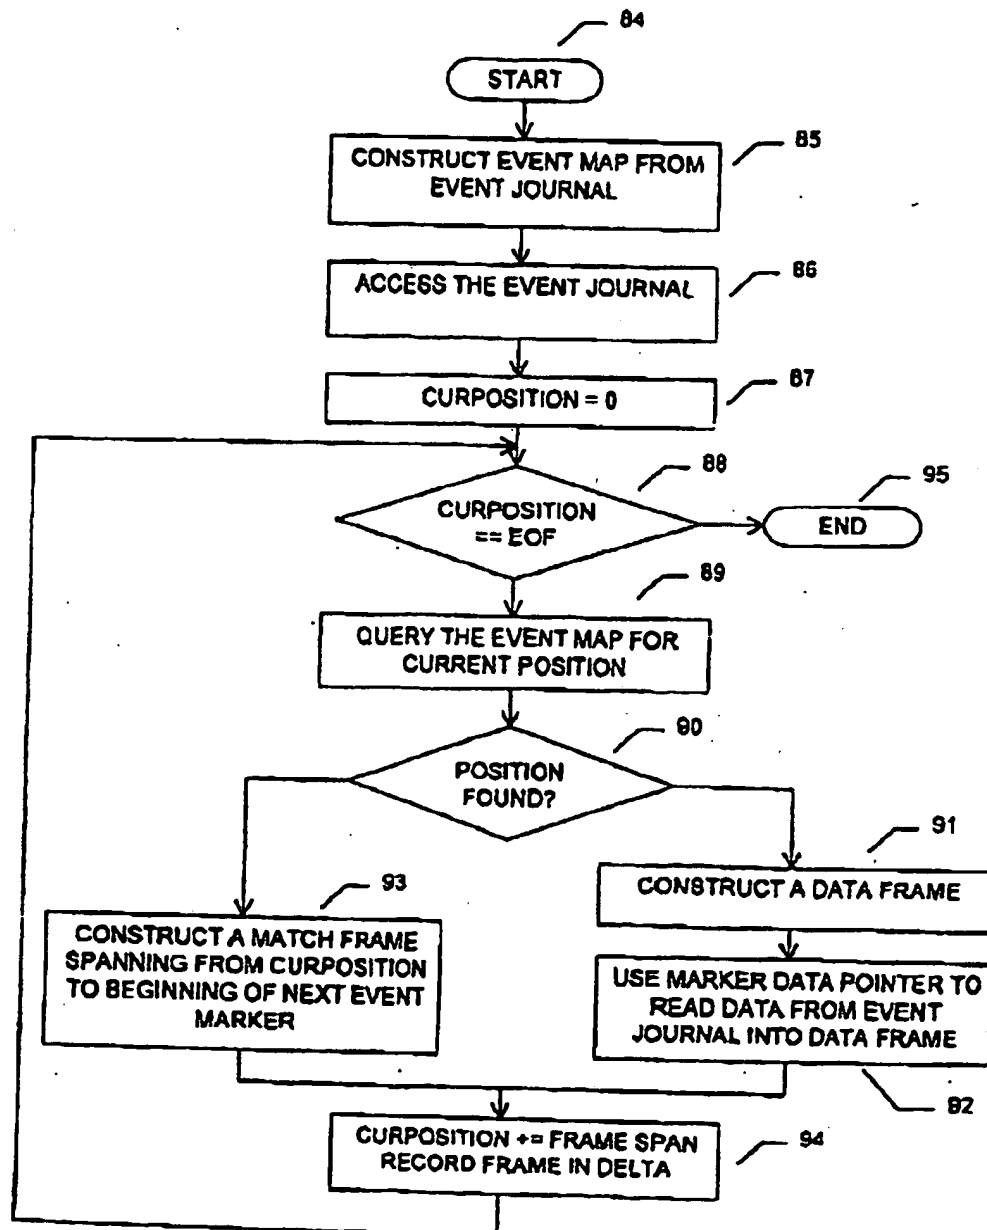 84
START
85
CONSTRUCT EVENT MAP FROM
EVENT JOURNAL
86
ACCESS THE EVENT JOURNAL
87
CURPOSITION = 0
88
CURPOSITION
== EOF
95
END
89
QUERY THE EVENT MAP FOR
CURRENT POSITION
90
POSITION
FOUND?
91
CONSTRUCT A DATA FRAME
93
CONSTRUCT A MATCH FRAME
SPANNING FROM CURPOSITION
TO BEGINNING OF NEXT EVENT
MARKER
USE MARKER DATA POINTER TO
READ DATA FROM EVENT
JOURNAL INTO DATA FRAME
92
CURPOSITION += FRAME SPAN
RECORD FRAME IN DELTA
94